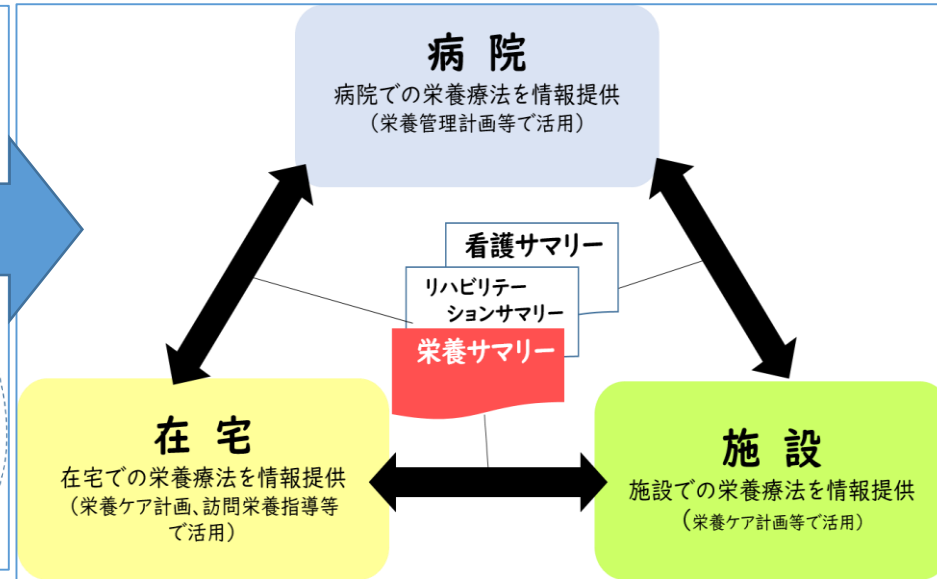 病 院
病院での栄養療法を情報提供
(栄養管理計画等で活用)
看護サマリー
リハビリテー
ションサマリー
栄養サマリー
在 宅
在宅での栄養療法を情報提供
(栄養ケア計画、訪問栄養指導等
で活用)
施 設
施設での栄養療法を情報提供
(栄養ケア計画等で活用)